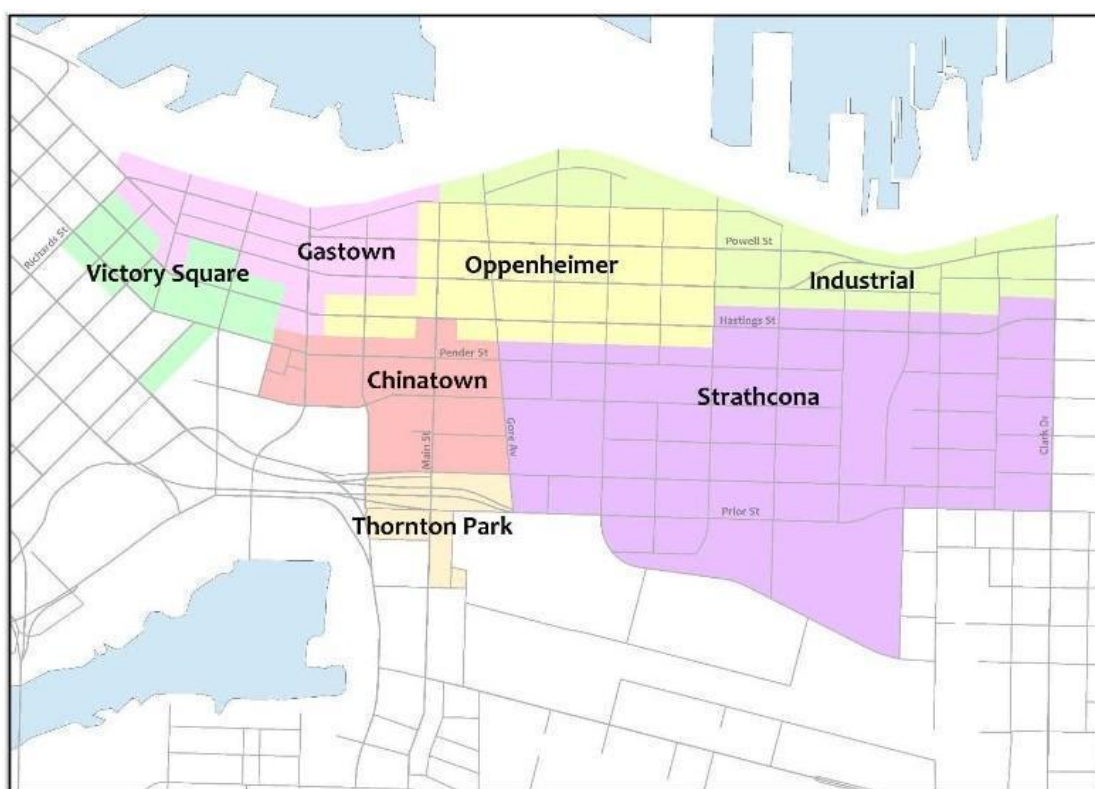 Richards St
Victory Square
Gastown
Oppenheimer
Powell St
Industrial
Hastings St
Pender St
Chinatown
Strathcona
Main St
Gore Av
Clark Dr
Prior St
Thornton Park